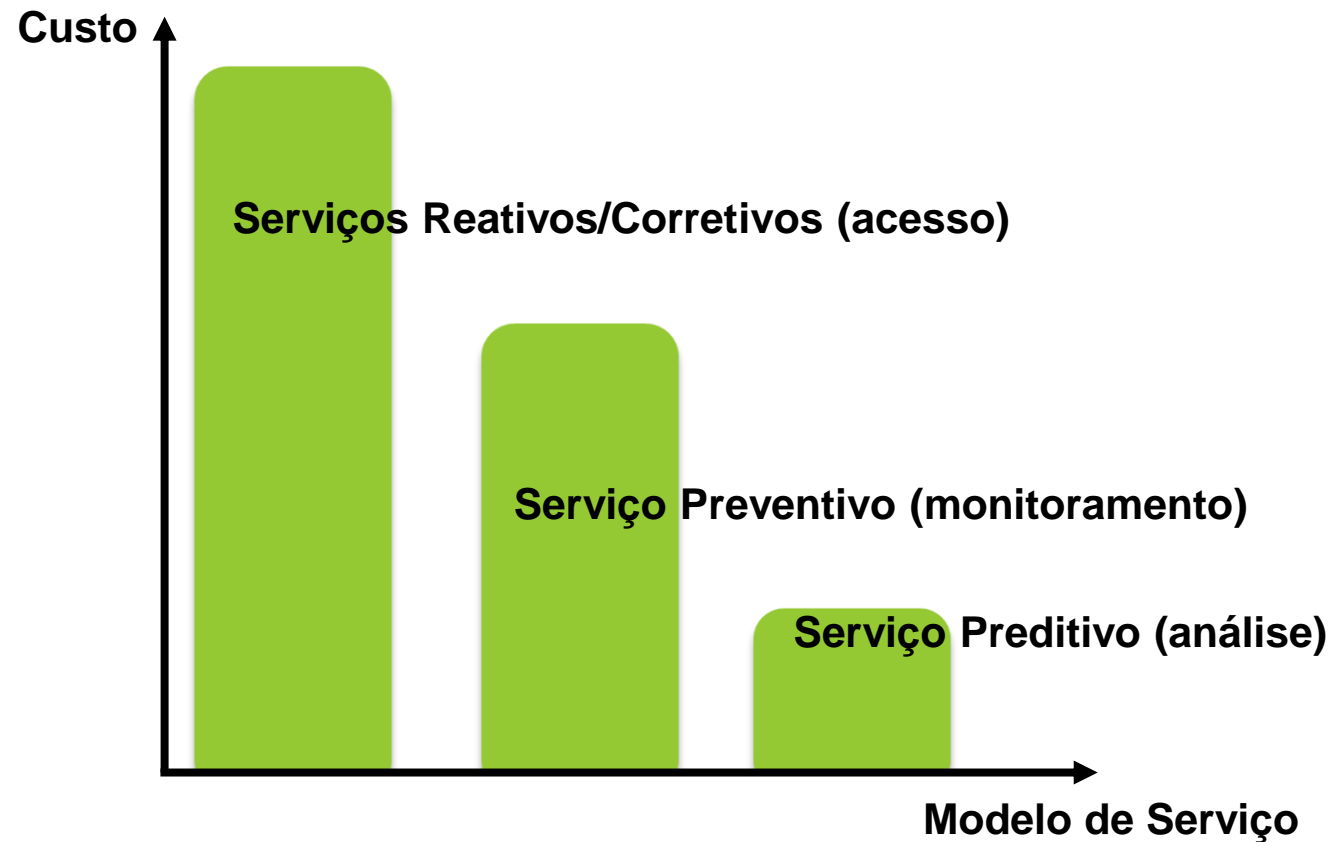 Custo
Serviços Reativos/Corretivos (acesso)
Serviço Preventivo (monitoramento)
Serviço Preditivo (análise)
Modelo de Serviço